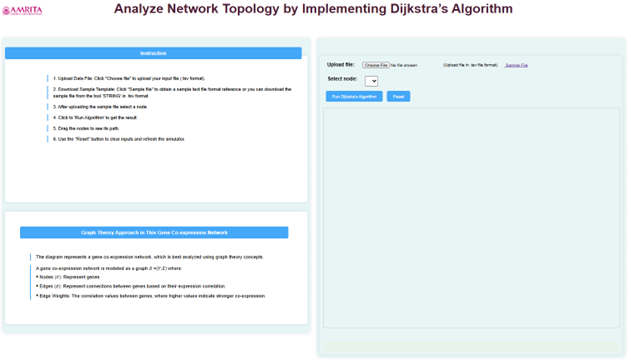 AMRITA
Analyze Network Topology by Implementing Dijkstra's Algorithm
Instruction
1. Upload Data File: Click "Choose file" to upload your input file (.tsv format).
2. Download Sample Template: Click "Sample file" to obtain a sample text file format reference or you can download the
sample file from the tool 'STRING' in .tsv format
3. After uploading the sample file select a node.
4. Click to 'Run Algorithm' to get the result
5. Drag the nodes to see its path.
6. Use the "Reset" button to clear inputs and refresh the simulator.
Graph Theory Approach in This Gene Co-expression Network
The diagram represents a gene co-expression network, which is best analyzed using graph theory concepts.
A gene co-expression network is modeled as a graph G =(V,E) where:
• Nodes (V): Represent genes.
• Edges (E): Represent connections between genes based on their expression correlation.
• Edge Weights: The correlation values between genes, where higher values indicate stronger co-expression.
Upload file: Choose File No file chosen (Upload file in .tsv file format) Sample File
Select node:
Run Dijkstra's Algorithm Reset